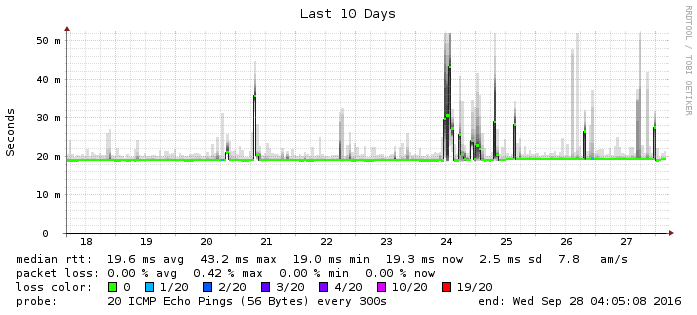 Last 10 Days
50 m
40 m
30 m
20 m
10 m
0
Seconds
18 19 20 21 22 23 24 25 26 27
median rtt: 19.6 ms avg 43.2 ms max 19.0 ms min 19.3 ms now 2.5 ms sd 7.8 am/s
packet loss: 0.00 % avg 0.42 % max 0.00 % min 0.00 % now
loss color: 0 1/20 2/20 3/20 4/20 10/20 19/20
probe: 20 ICMP Echo Pings (56 Bytes) every 300s end: Wed Sep 28 04:05:08 2016
RRDTOOL / TOBI OETIKER